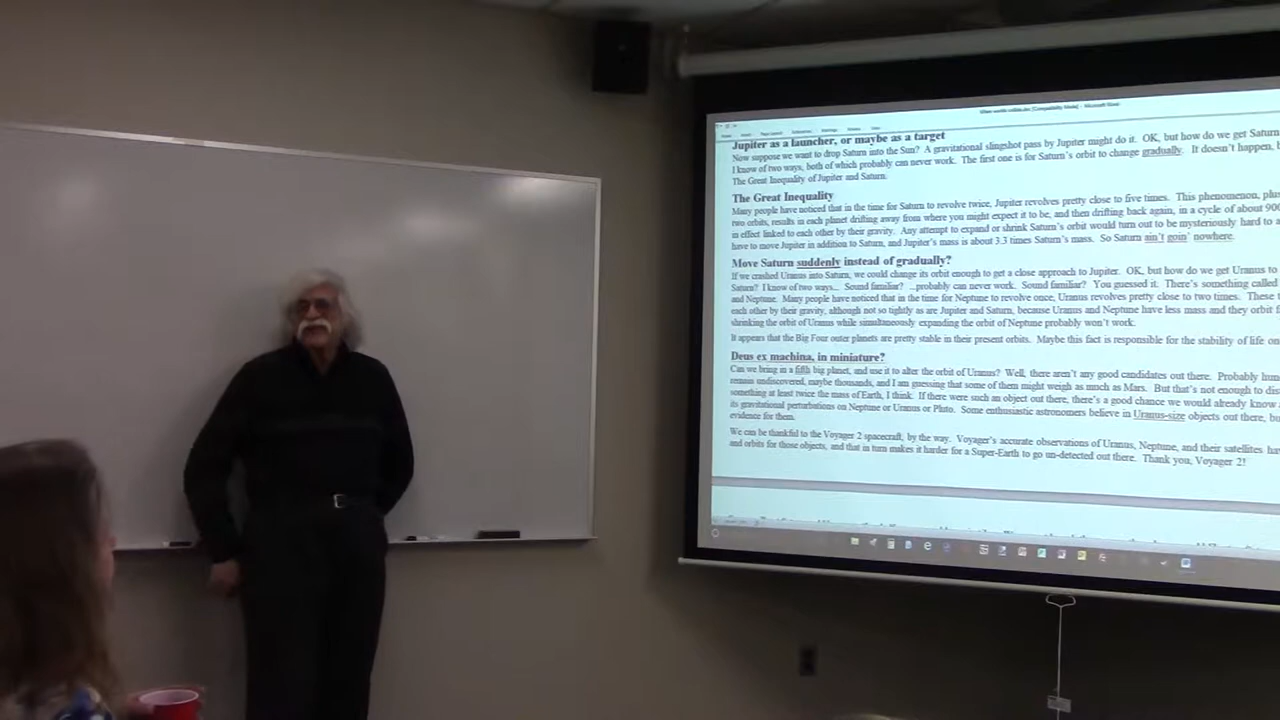 When worlds collide.doc [Compatibility Mode] - Microsoft Word
Jupiter as a launcher, or maybe as a target
Now suppose we want to drop Saturn into the Sun? A gravitational slingshot pass by Jupiter might do it. OK, but how do we get Saturn
I know of two ways, both of which probably can never work. The first one is for Saturn's orbit to change gradually. It doesn't happen, b
The Great Inequality of Jupiter and Saturn.
The Great Inequality
Many people have noticed that in the time for Saturn to revolve twice, Jupiter revolves pretty close to five times. This phenomenon, plus
two orbits, results in each planet drifting away from where you might expect it to be, and then drifting back again, in a cycle of about 900
in effect linked to each other by their gravity. Any attempt to expand or shrink Saturn's orbit would turn out to be mysteriously hard to a
have to move Jupiter in addition to Saturn, and Jupiter's mass is about 3.3 times Saturn's mass. So Saturn ain't goin' nowhere.
Move Saturn suddenly instead of gradually?
If we crashed Uranus into Saturn, we could change its orbit enough to get a close approach to Jupiter. OK, but how do we get Uranus to
Saturn? I know of two ways... Sound familiar? ...probably can never work. Sound familiar? You guessed it. There's something called
and Neptune. Many people have noticed that in the time for Neptune to revolve once, Uranus revolves pretty close to two times. These
each other by their gravity, although not so tightly as are Jupiter and Saturn, because Uranus and Neptune have less mass and they orbit f
shrinking the orbit of Uranus while simultaneously expanding the orbit of Neptune probably won't work.
It appears that the Big Four outer planets are pretty stable in their present orbits. Maybe this fact is responsible for the stability of life on
Deus ex machina, in miniature?
Can we bring in a fifth big planet, and use it to alter the orbit of Uranus? Well, there aren't any good candidates out there. Probably hun
remain undiscovered, maybe thousands, and I am guessing that some of them might weigh as much as Mars. But that's not enough to dis
something at least twice the mass of Earth, I think. If there were such an object out there, there's a good chance we would already know
its gravitational perturbations on Neptune or Uranus or Pluto. Some enthusiastic astronomers believe in Uranus-size objects out there, bu
evidence for them.
We can be thankful to the Voyager 2 spacecraft, by the way. Voyager's accurate observations of Uranus, Neptune, and their satellites ha
and orbits for those objects, and that in turn makes it harder for a Super-Earth to go un-detected out there. Thank you, Voyager 2!